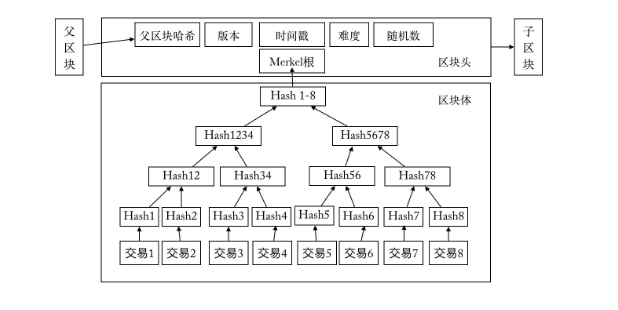 父区块
父区块哈希 版本 时间戳 难度 随机数
子区块
Merkel根
区块头
Hash 1-8
区块体
Hash1234 Hash5678
Hash12 Hash34 Hash56 Hash78
Hash1 Hash2 Hash3 Hash4 Hash5 Hash6 Hash7 Hash8
交易1 交易2 交易3 交易4 交易5 交易6 交易7 交易8